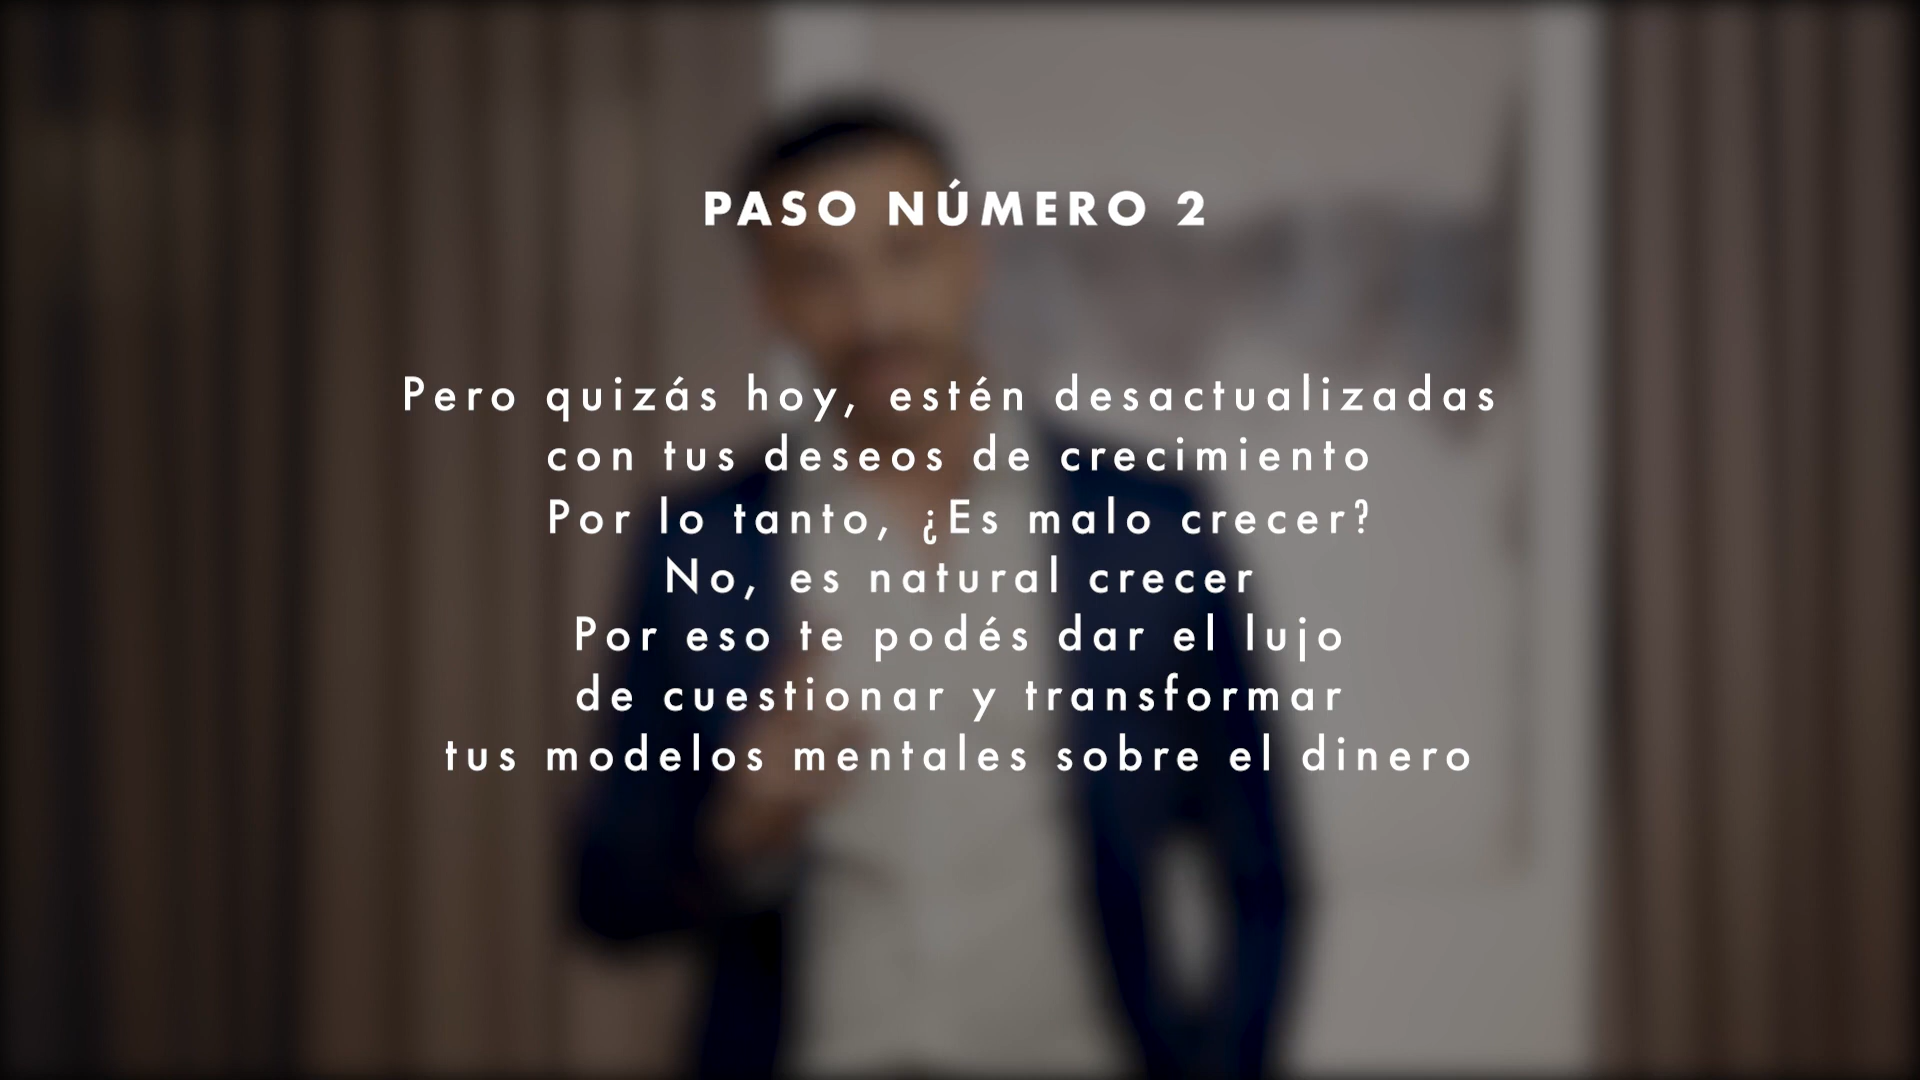 PASO NÚMERO 2
Pero quizás hoy, estén desactualizadas
con tus deseos de crecimiento
Por lo tanto, ¿Es malo crecer?
No, es natural crecer
Por eso te podés dar el lujo
de cuestionar y transformar
tus modelos mentales sobre el dinero